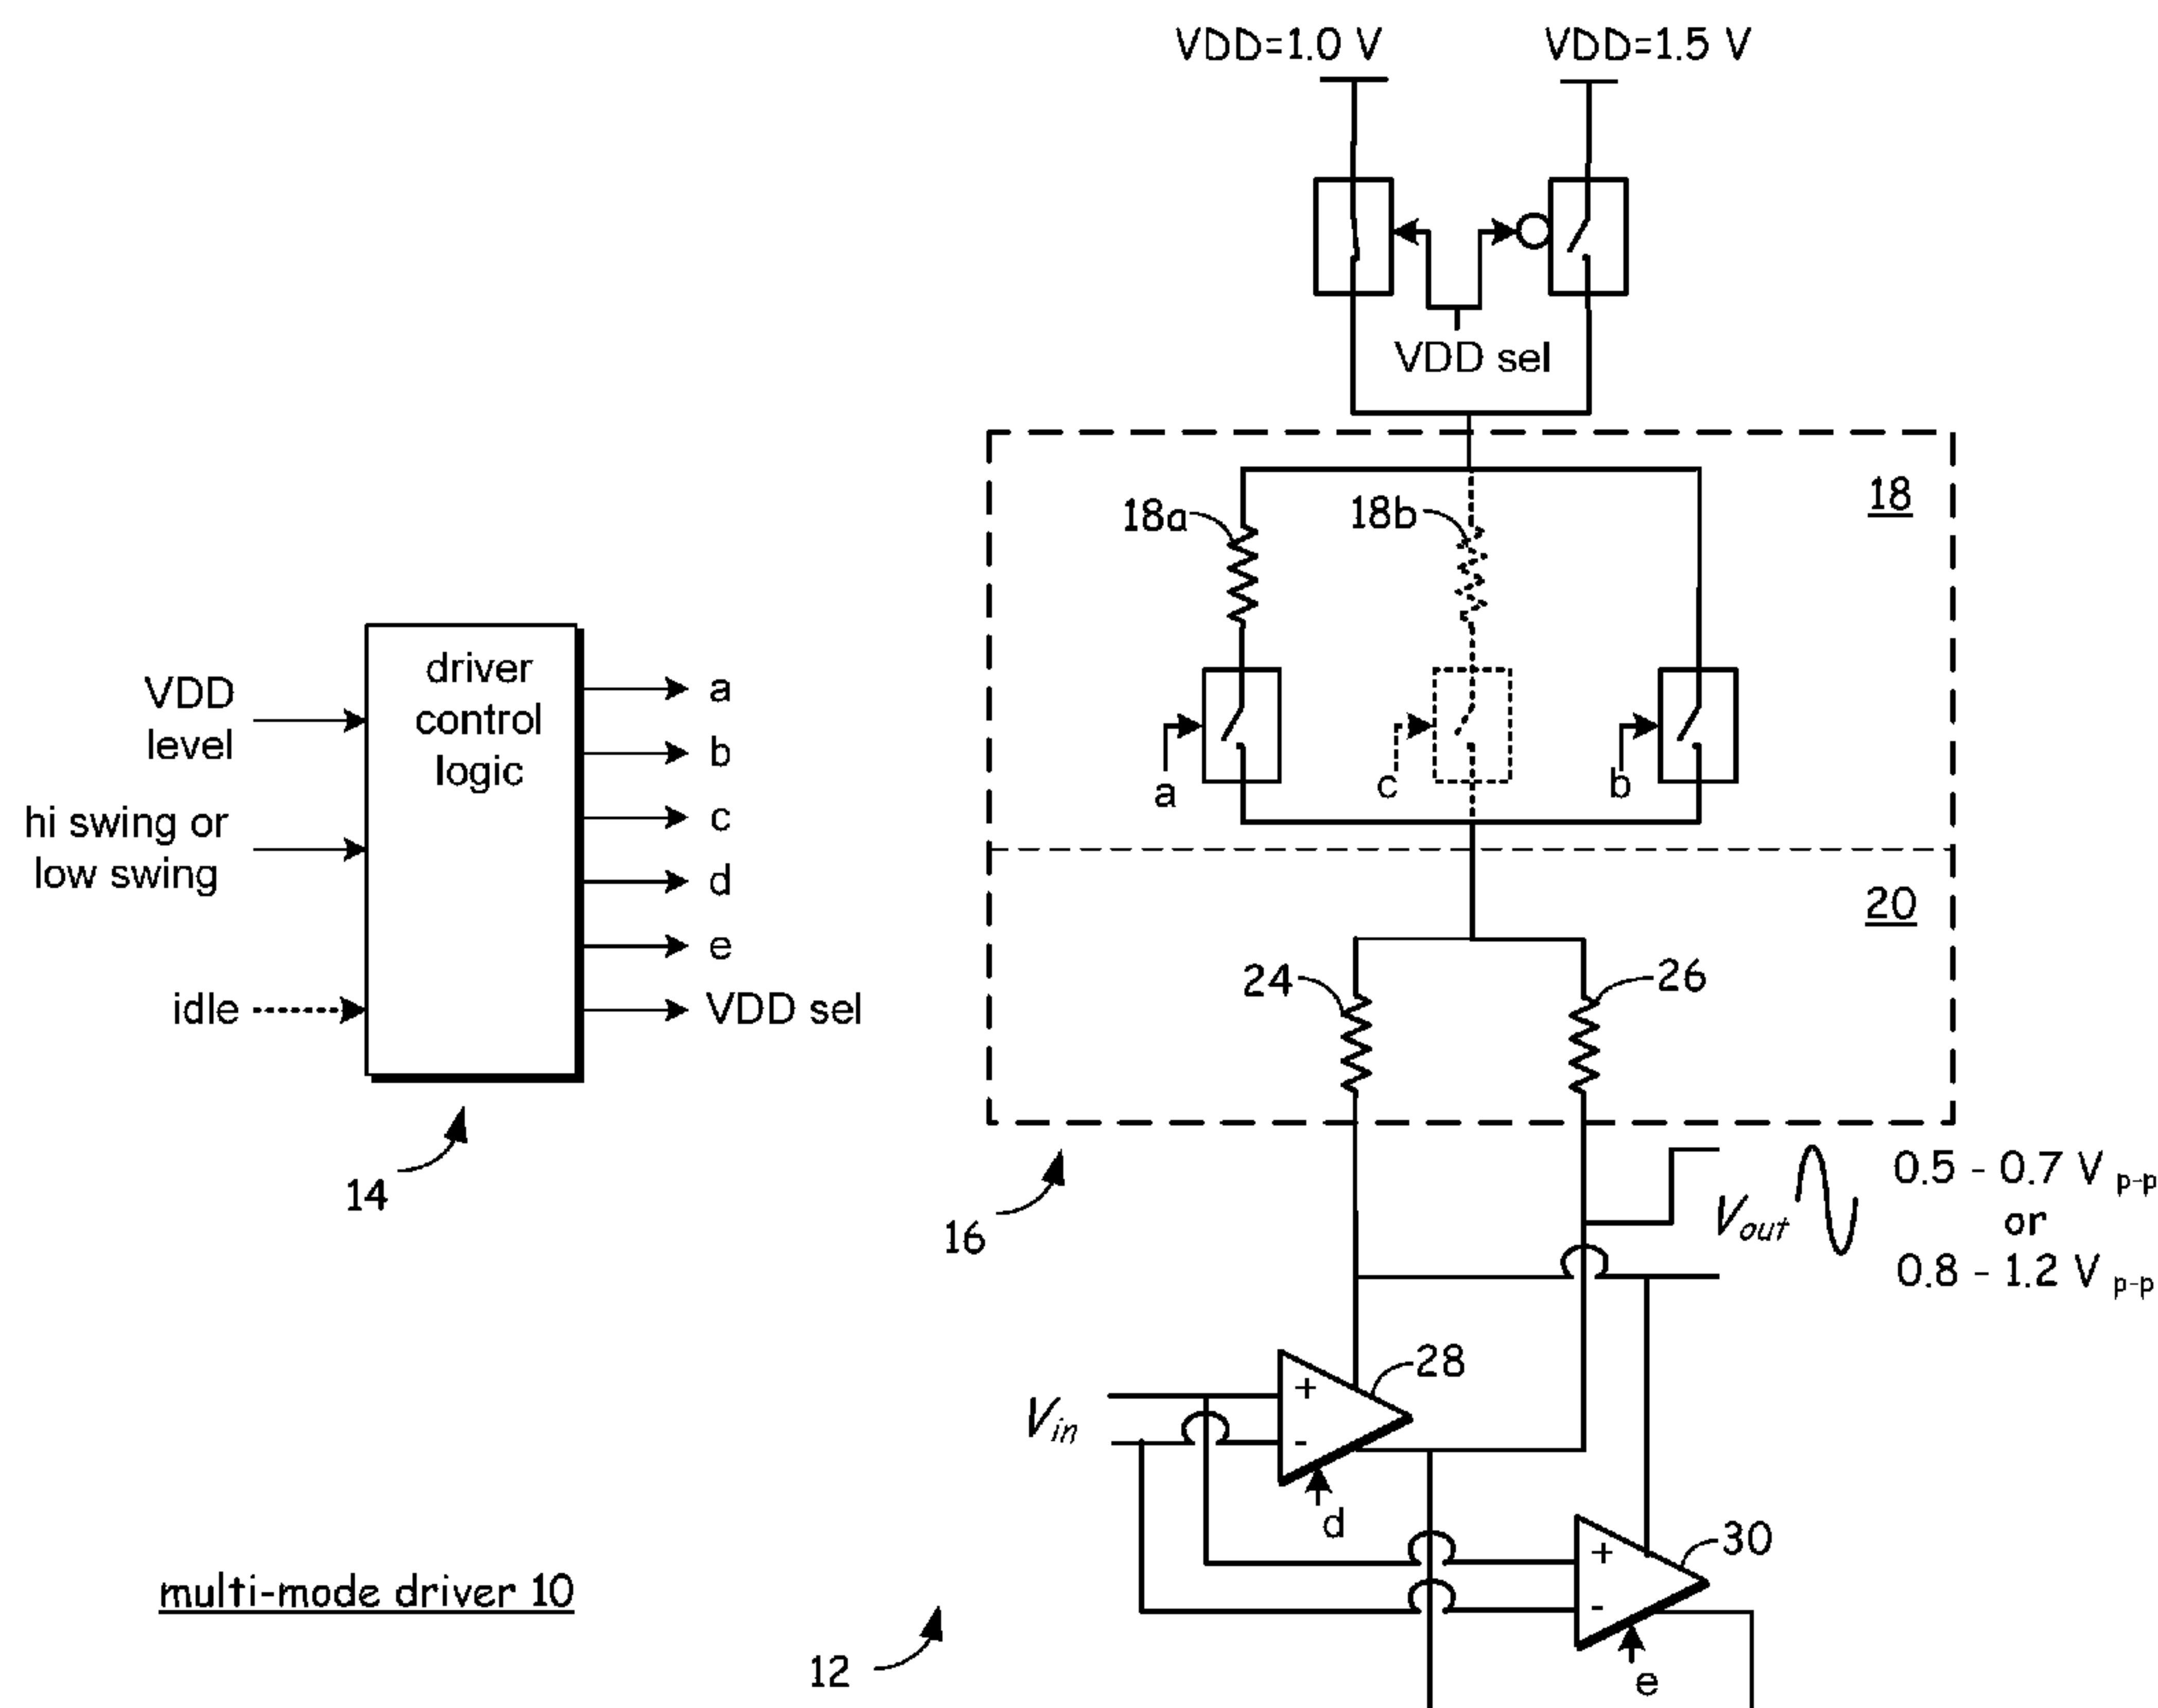 VDD=1.0 V
VDD=1.5 V
VDD sel
18
18a
18b
a
c
b
20
24
26
VDD
level
hi swing or
low swing
idle
driver
control
logic
a
b
c
d
e
VDD sel
14
16
Vout
0.5 - 0.7 V p-p
or
0.8 - 1.2 V p-p
Vin
+
-
28
d
+
-
30
e
multi-mode driver 10
12